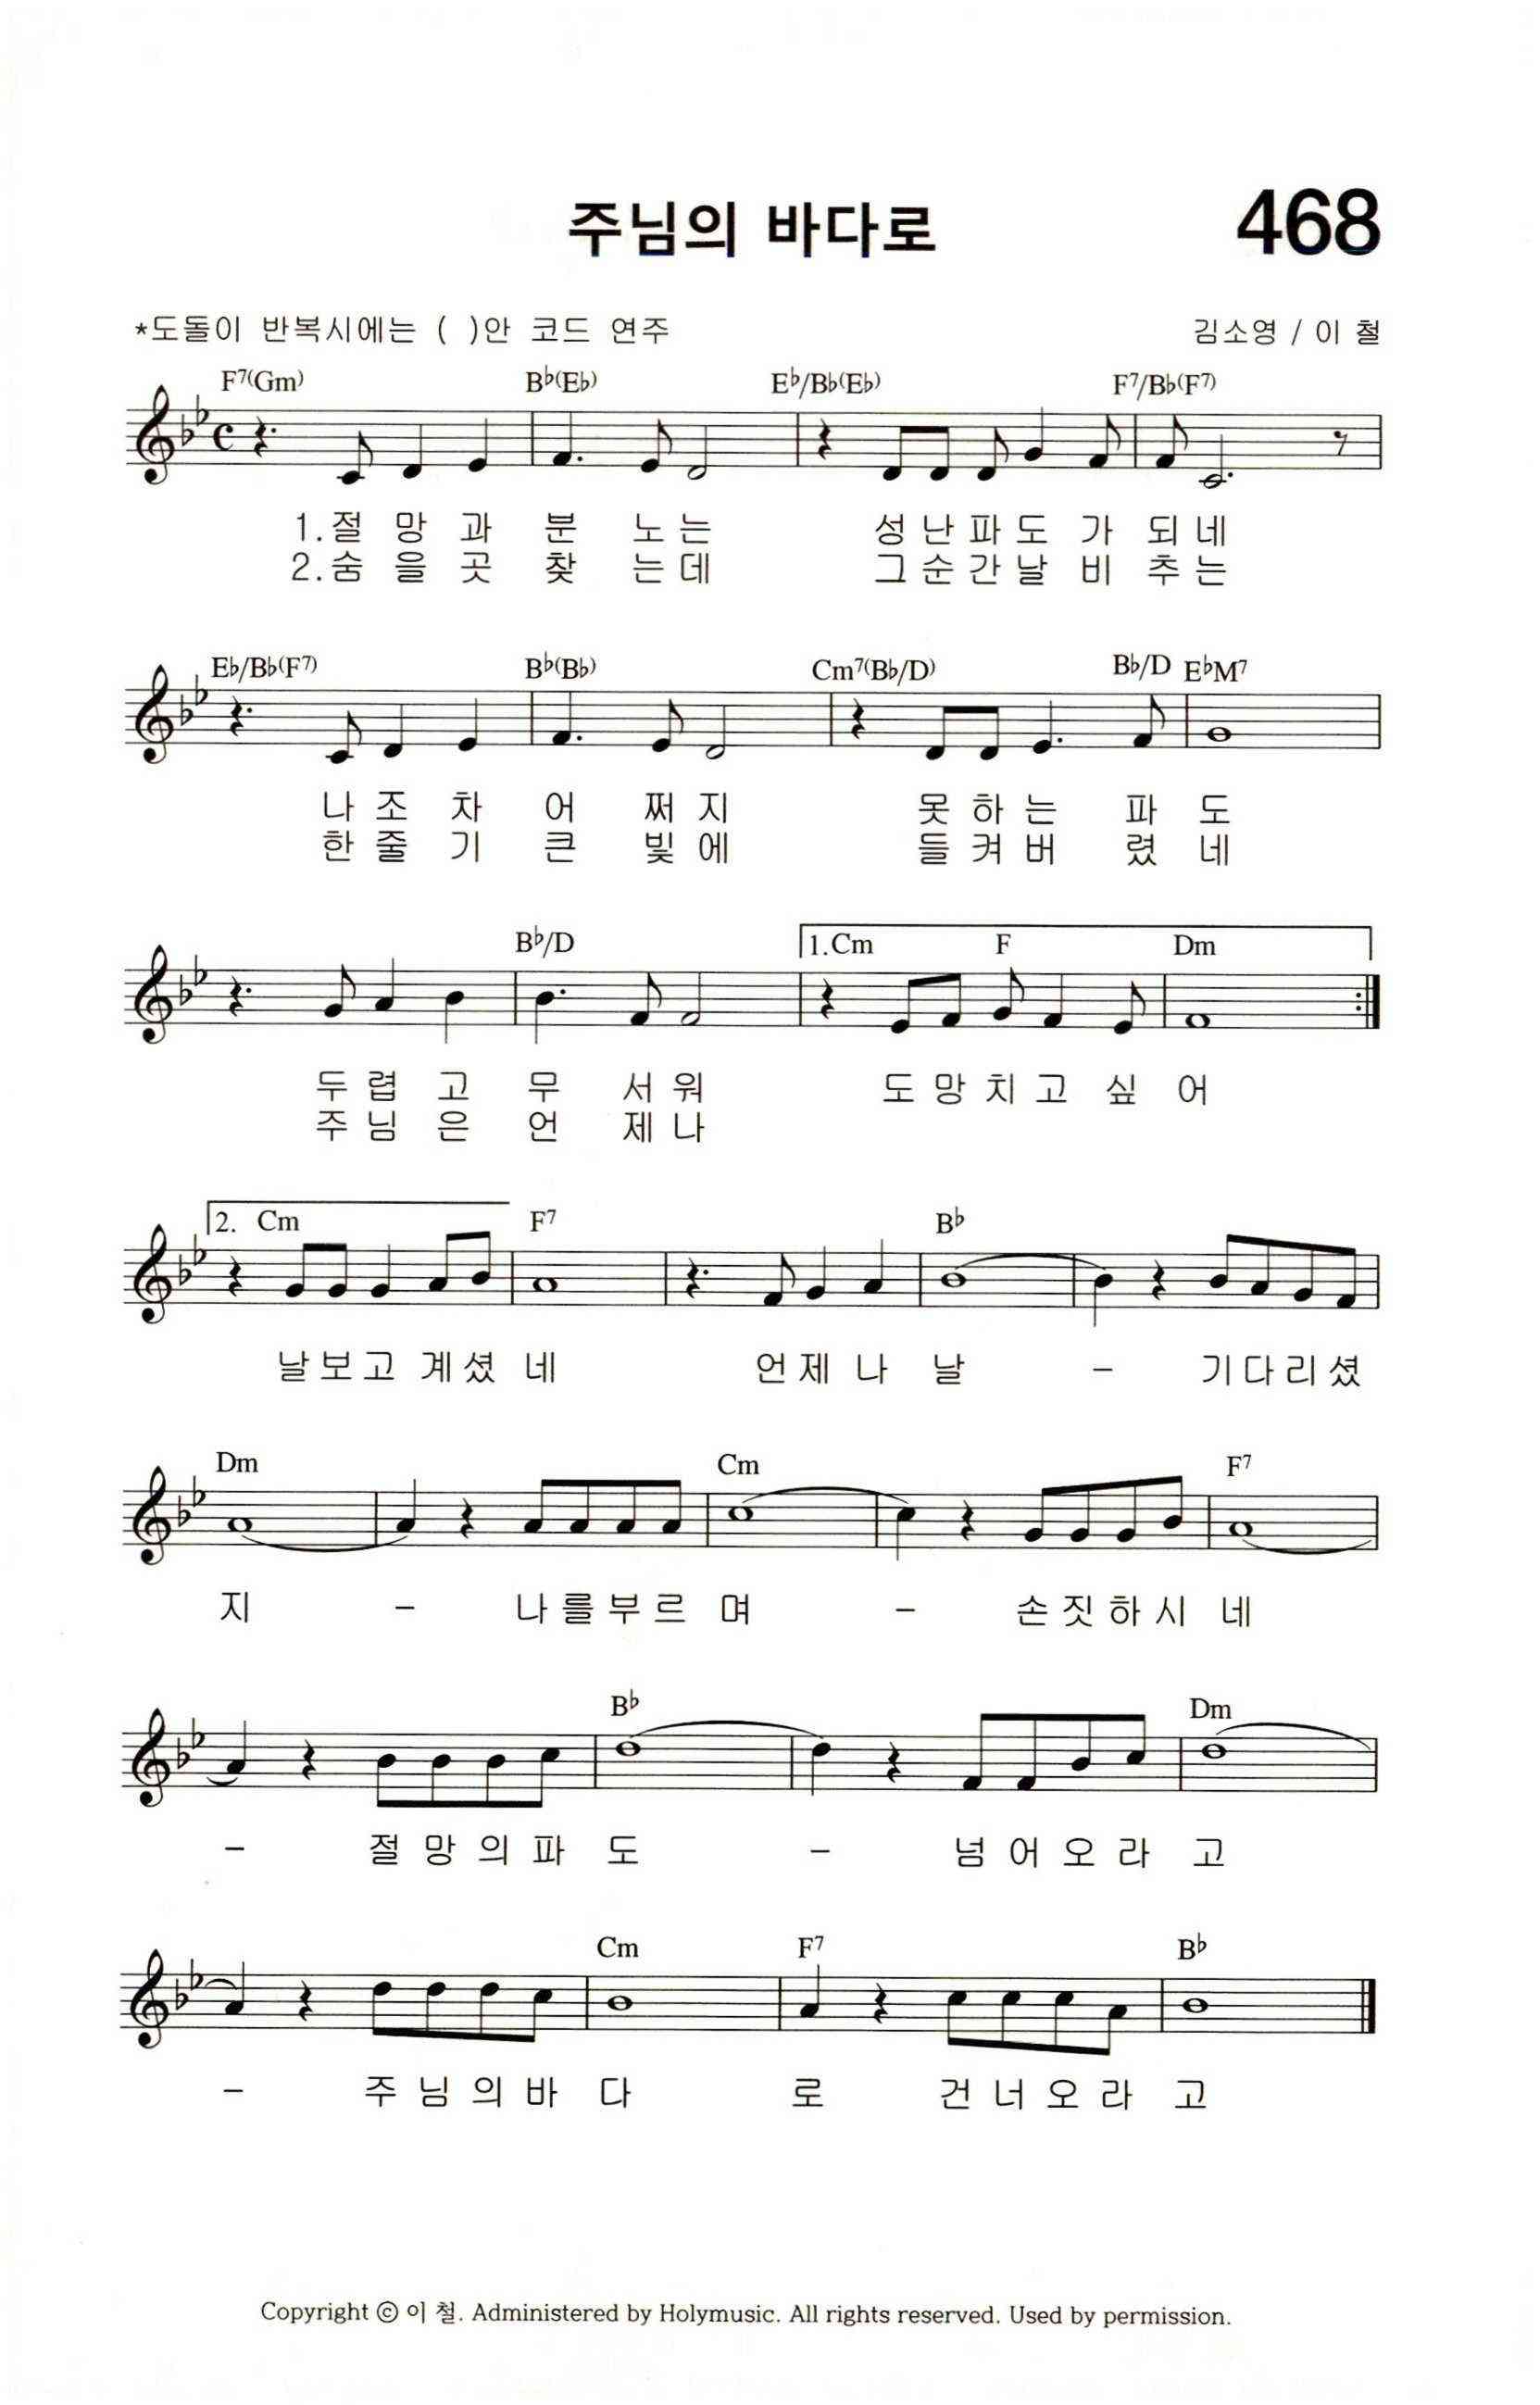 주님의 바다로 468
*도돌이 반복시에는 ( )안 코드 연주 김소영 / 이 철
F7(Gm) B♭(E♭) E♭/B♭(E♭) F7/B♭(F7)
1.절 망 과 분 노 는 성 난 파 도 가 되 네
2.숨 을 곳 찾 는 데 그 순 간 날 비 추 는
E♭/B♭(F7) B♭(B♭) Cm7(B♭/D) B♭/D E♭M7
나 조 차 어 쩌 지 못 하 는 파 도
한 줄 기 큰 빛 에 들 켜 버 렸 네
B♭/D 1.Cm F Dm
두 렵 고 무 서 워 도 망 치 고 싶 어
주 님 은 언 제 나
2. Cm F7 B♭
날 보 고 계 셨 네 언 제 나 날 - 기 다 리 셨
Dm Cm F7
지 - 나 를 부 르 며 - 손 짓 하 시 네
B♭ Dm
- 절 망 의 파 도 - 넘 어 오 라 고
Cm F7 B♭
- 주 님 의 바 다 로 건 너 오 라 고
Copyright ⓒ 이 철. Administered by Holymusic. All rights reserved. Used by permission.